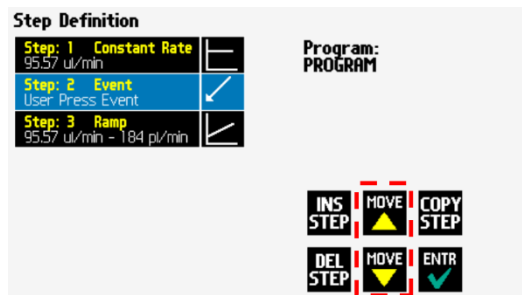 Step Definition
Step: 1 Constant Rate
95.57 ul/min
Step: 2 Event
User Press Event
Step: 3 Ramp
95.57 ul/min - 184 pl/min
Program:
PROGRAM
INS STEP
MOVE
COPY STEP
DEL STEP
MOVE
ENTR